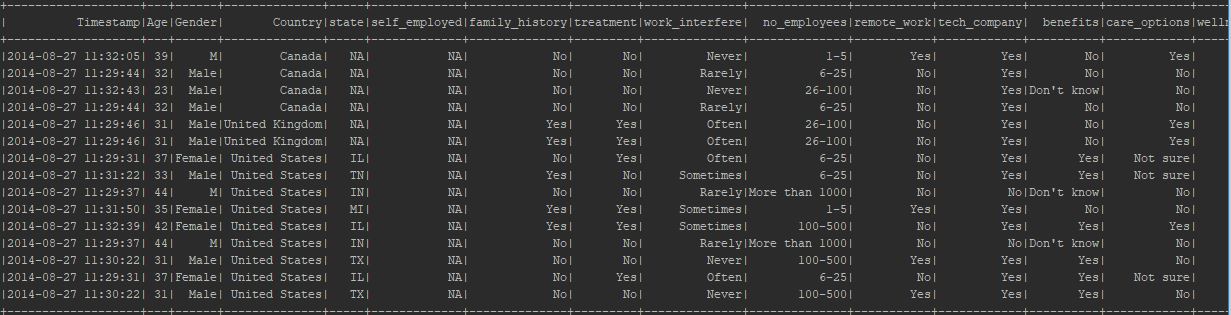 |          Timestamp|Age|Gender|       Country|state|self_employed|family_history|treatment|work_interfere|  no_employees|remote_work|tech_company|  benefits|care_options|welln
|2014-08-27 11:32:05| 39|     M|        Canada|   NA|           NA|            No|       No|         Never|           1-5|        Yes|         Yes|        No|         Yes|
|2014-08-27 11:29:44| 32|  Male|        Canada|   NA|           NA|            No|       No|        Rarely|          6-25|         No|         Yes|        No|          No|
|2014-08-27 11:32:43| 23|  Male|        Canada|   NA|           NA|            No|       No|         Never|        26-100|         No|         Yes|Don't know|          No|
|2014-08-27 11:29:44| 32|  Male|        Canada|   NA|           NA|            No|       No|        Rarely|          6-25|         No|         Yes|        No|          No|
|2014-08-27 11:29:46| 31|  Male|United Kingdom|   NA|           NA|           Yes|      Yes|         Often|        26-100|         No|         Yes|        No|         Yes|
|2014-08-27 11:29:46| 31|  Male|United Kingdom|   NA|           NA|           Yes|      Yes|         Often|        26-100|         No|         Yes|        No|         Yes|
|2014-08-27 11:29:31| 37|Female| United States|   IL|           NA|            No|      Yes|         Often|          6-25|         No|         Yes|       Yes|    Not sure|
|2014-08-27 11:31:22| 33|  Male| United States|   TN|           NA|           Yes|       No|     Sometimes|          6-25|         No|         Yes|       Yes|    Not sure|
|2014-08-27 11:29:37| 44|     M| United States|   IN|           NA|            No|       No|        Rarely|More than 1000|         No|          No|Don't know|          No|
|2014-08-27 11:31:50| 35|Female| United States|   MI|           NA|           Yes|      Yes|     Sometimes|           1-5|        Yes|         Yes|        No|          No|
|2014-08-27 11:32:39| 42|Female| United States|   IL|           NA|           Yes|      Yes|     Sometimes|       100-500|         No|         Yes|       Yes|         Yes|
|2014-08-27 11:29:37| 44|     M| United States|   IN|           NA|            No|       No|        Rarely|More than 1000|         No|          No|Don't know|          No|
|2014-08-27 11:30:22| 31|  Male| United States|   TX|           NA|            No|       No|         Never|       100-500|        Yes|         Yes|       Yes|          No|
|2014-08-27 11:29:31| 37|Female| United States|   IL|           NA|            No|      Yes|         Often|          6-25|         No|         Yes|       Yes|    Not sure|
|2014-08-27 11:30:22| 31|  Male| United States|   TX|           NA|            No|       No|         Never|       100-500|        Yes|         Yes|       Yes|          No|